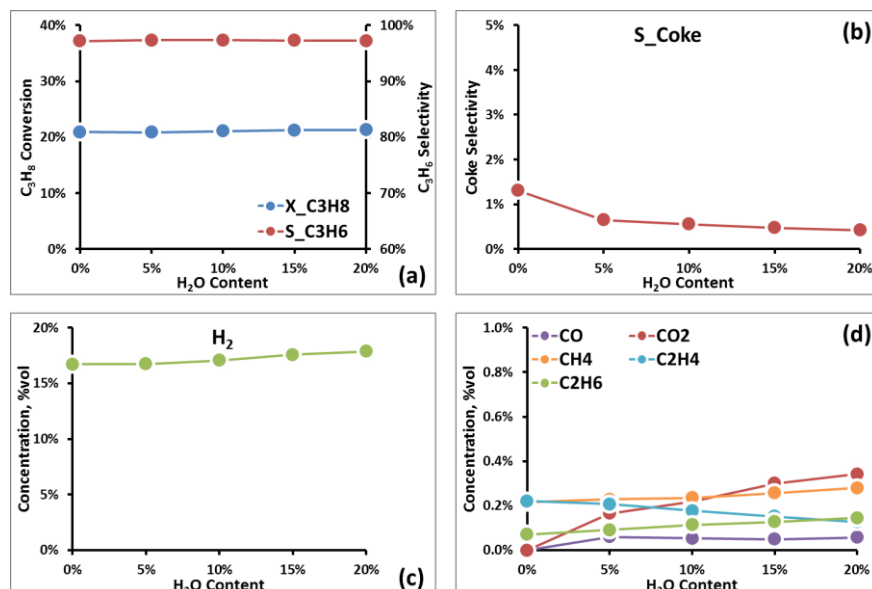 40%
30%
20%
10%
0%
C₃H₈ Conversion
100%
90%
80%
70%
60%
C₃H₆ Selectivity
X_C3H8
S_C3H6
0% 5% 10% 15% 20%
H₂O Content
(a)
S_Coke
(b)
5%
4%
3%
2%
1%
0%
Coke Selectivity
0% 5% 10% 15% 20%
H₂O Content
H₂
20%
15%
10%
5%
0%
Concentration, %vol
0% 5% 10% 15% 20%
H₂O Content
(c)
(d)
CO CO2
CH4 C2H4
C2H6
1.0%
0.8%
0.6%
0.4%
0.2%
0.0%
Concentration, %vol
0% 5% 10% 15% 20%
H₂O Content